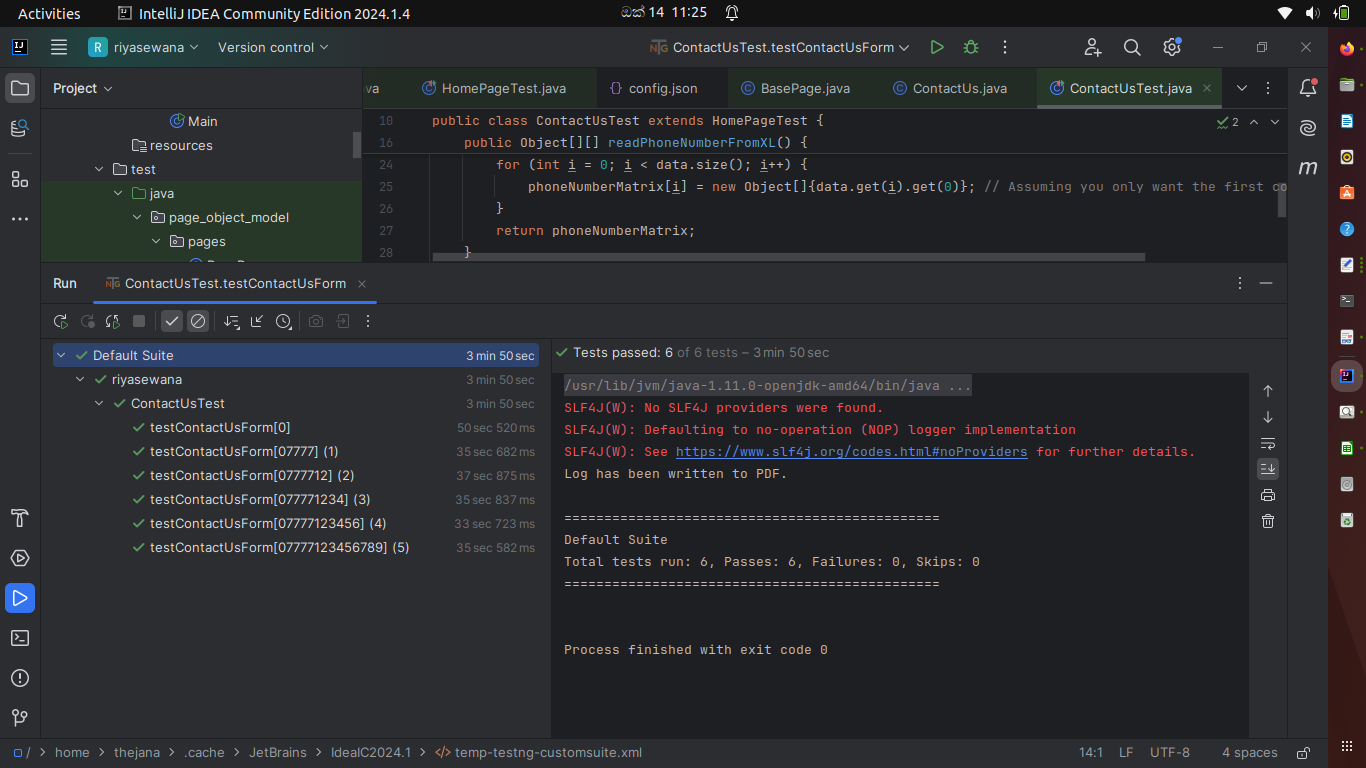 Activities IntelliJ IDEA Community Edition 2024.1.4 ඔක් 14 11:25
R riyasewana Version control ContactUsTest.testContactUsForm
Project
va HomePageTest.java config.json BasePage.java ContactUs.java ContactUsTest.java
Main
resources
test
java
page_object_model
pages
10 public class ContactUsTest extends HomePageTest { 2
16 public Object[][] readPhoneNumberFromXL() {
24 for (int i = 0; i < data.size(); i++) {
25 phoneNumberMatrix[i] = new Object[]{data.get(i).get(0)}; // Assuming you only want the first co
26 }
27 return phoneNumberMatrix;
28 }
Run ContactUsTest.testContactUsForm
Default Suite 3 min 50 sec
riyasewana 3 min 50 sec
ContactUsTest 3 min 50 sec
testContactUsForm[0] 50 sec 520 ms
testContactUsForm[07777] (1) 35 sec 682 ms
testContactUsForm[0777712] (2) 37 sec 875 ms
testContactUsForm[077771234] (3) 35 sec 837 ms
testContactUsForm[07777123456] (4) 33 sec 723 ms
testContactUsForm[07777123456789] (5) 35 sec 582 ms
Tests passed: 6 of 6 tests – 3 min 50 sec
/usr/lib/jvm/java-1.11.0-openjdk-amd64/bin/java ...
SLF4J(W): No SLF4J providers were found.
SLF4J(W): Defaulting to no-operation (NOP) logger implementation
SLF4J(W): See https://www.slf4j.org/codes.html#noProviders for further details.
Log has been written to PDF.
===============================================
Default Suite
Total tests run: 6, Passes: 6, Failures: 0, Skips: 0
===============================================
Process finished with exit code 0
/ > home > thejana > .cache > JetBrains > IdeaIC2024.1 > temp-testng-customsuite.xml 14:1 LF UTF-8 4 spaces